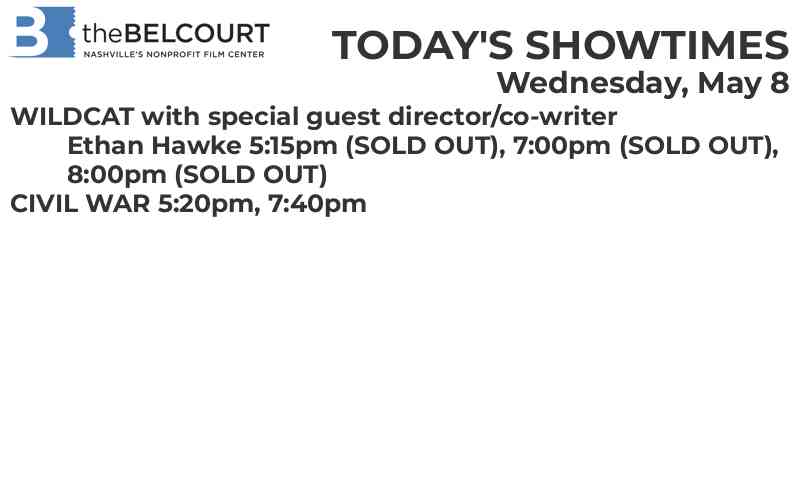 B theBELCOURT
NASHVILLE'S NONPROFIT FILM CENTER
TODAY'S SHOWTIMES
Wednesday, May 8
WILDCAT with special guest director/co-writer
Ethan Hawke 5:15pm (SOLD OUT), 7:00pm (SOLD OUT),
8:00pm (SOLD OUT)
CIVIL WAR 5:20pm, 7:40pm